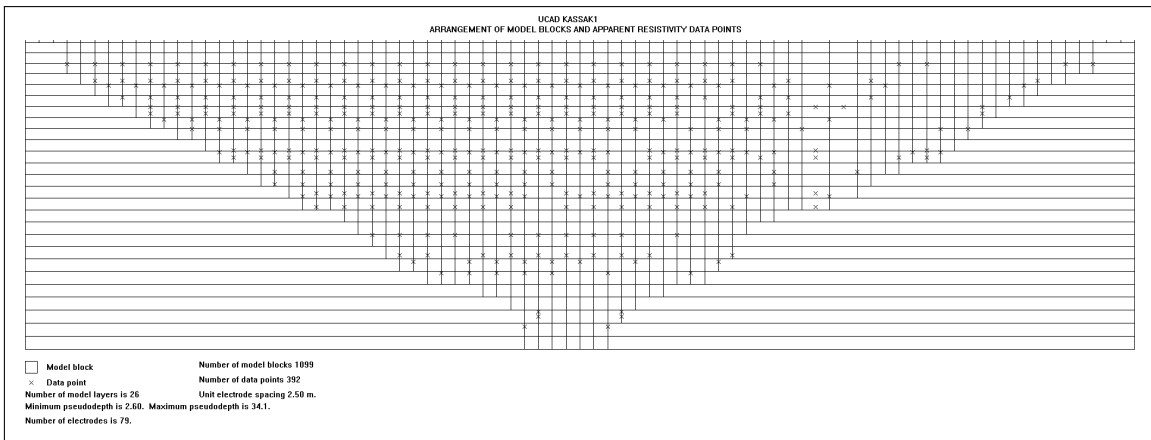 UCAD KASSAK1
ARRANGEMENT OF MODEL BLOCKS AND APPARENT RESISTIVITY DATA POINTS
Model block
Number of model blocks 1099
× Data point
Number of data points 392
Number of model layers is 26
Unit electrode spacing 2.50 m.
Minimum pseudodepth is 2.60. Maximum pseudodepth is 34.1.
Number of electrodes is 79.